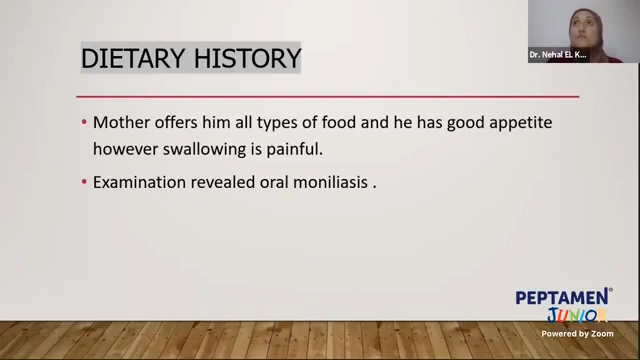 Dr. Nehal EL K...
DIETARY HISTORY
• Mother offers him all types of food and he has good appetite
however swallowing is painful.
• Examination revealed oral moniliasis .
PEPTAMEN®
JUNIOR
Powered by Zoom